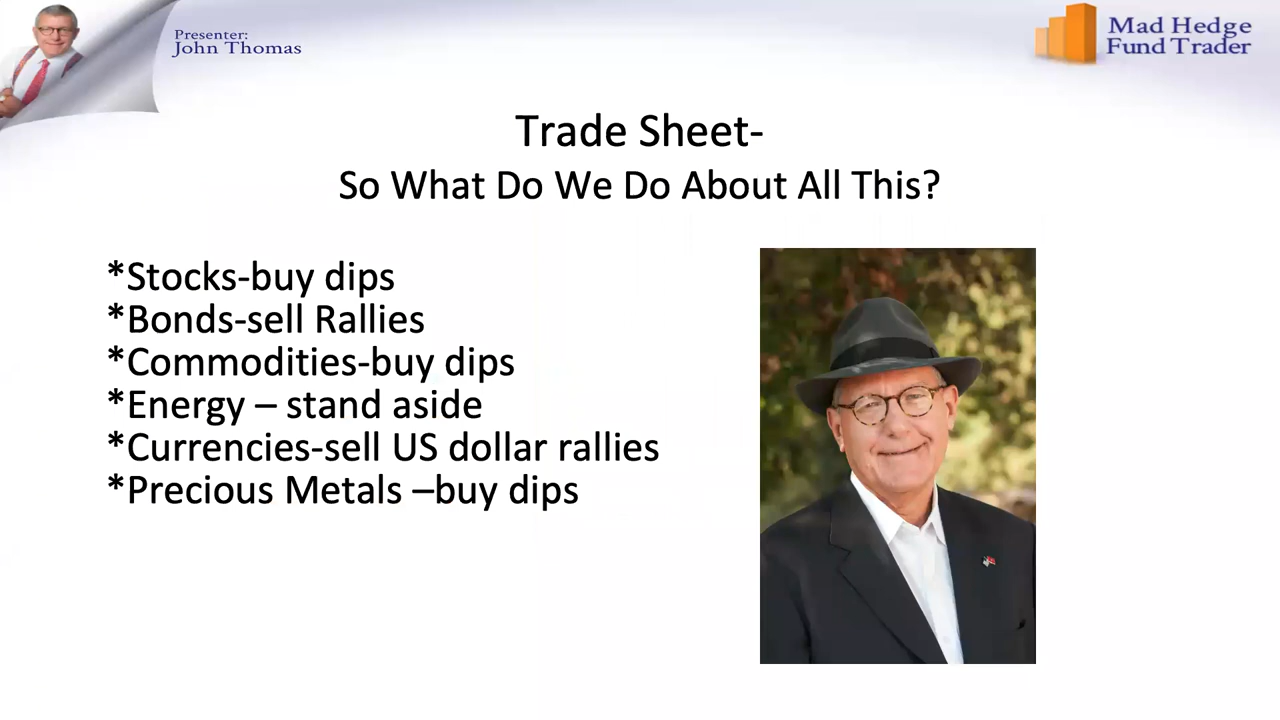 Presenter:
John Thomas
Mad Hedge
Fund Trader
Trade Sheet-
So What Do We Do About All This?
*Stocks-buy dips
*Bonds-sell Rallies
*Commodities-buy dips
*Energy – stand aside
*Currencies-sell US dollar rallies
*Precious Metals –buy dips